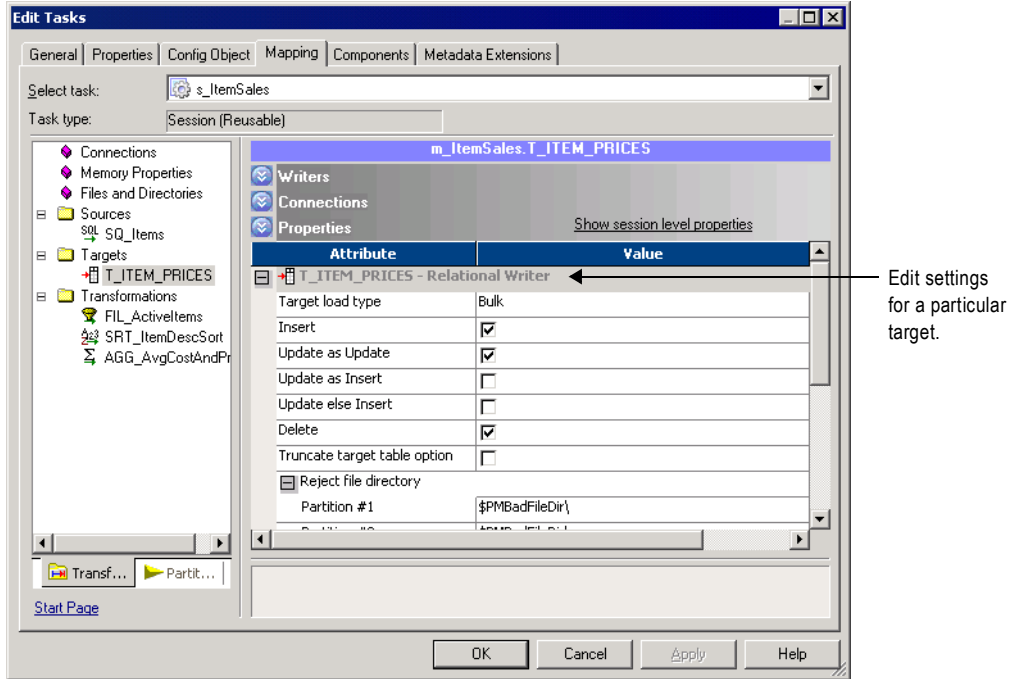 Edit Tasks
General Properties Config Object Mapping Components Metadata Extensions
Select task: s_ItemSales
Task type: Session (Reusable)
Connections
Memory Properties
Files and Directories
Sources
SQL SQ_Items
Targets
T_ITEM_PRICES
Transformations
FIL_ActiveItems
SRT_ItemDescSort
AGG_AvgCostAndPr
m_ItemSales.T_ITEM_PRICES
Writers
Connections
Properties Show session level properties
Attribute Value
T_ITEM_PRICES - Relational Writer
Target load type Bulk
Insert
Update as Update
Update as Insert
Update else Insert
Delete
Truncate target table option
Reject file directory
Partition #1 $PMBadFileDir\
Transf... Partit...
Start Page
OK Cancel Apply Help
Edit settings
for a particular
target.